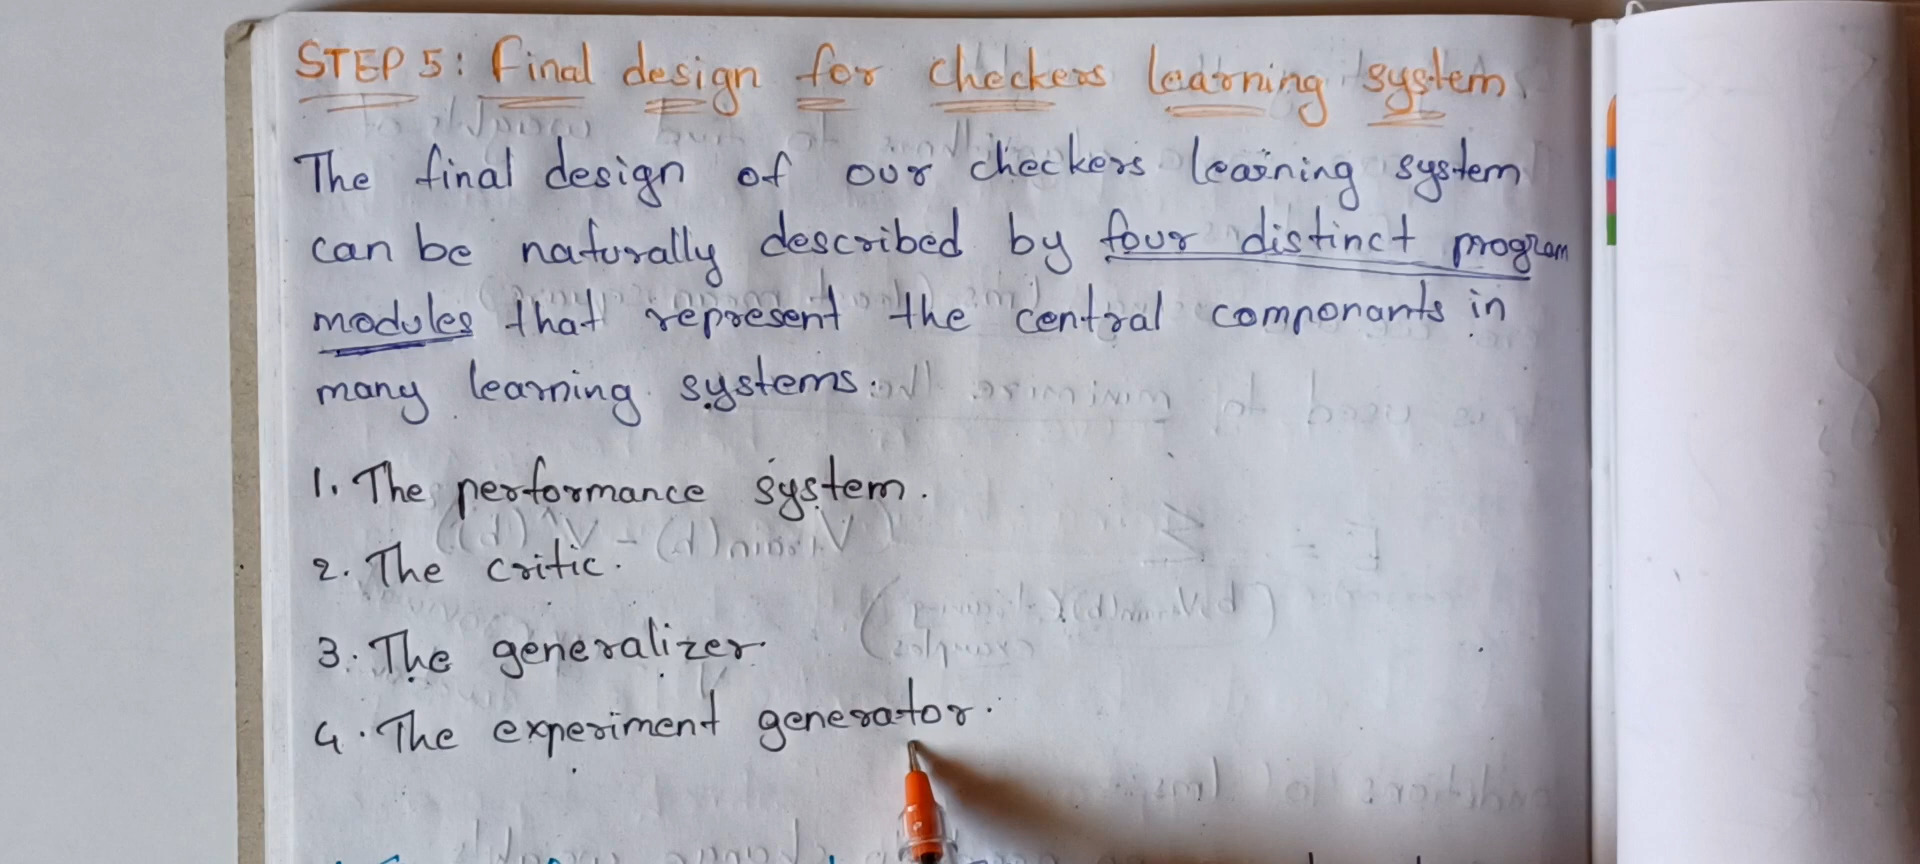 STEP 5: Final design for checkers learning system.
The final design of our checkers learning system
can be naturally described by four distinct program
modules that represent the central componants in
many learning systems.
1. The performance system.
2. The critic.
3. The generalizer.
4. The experiment generator.